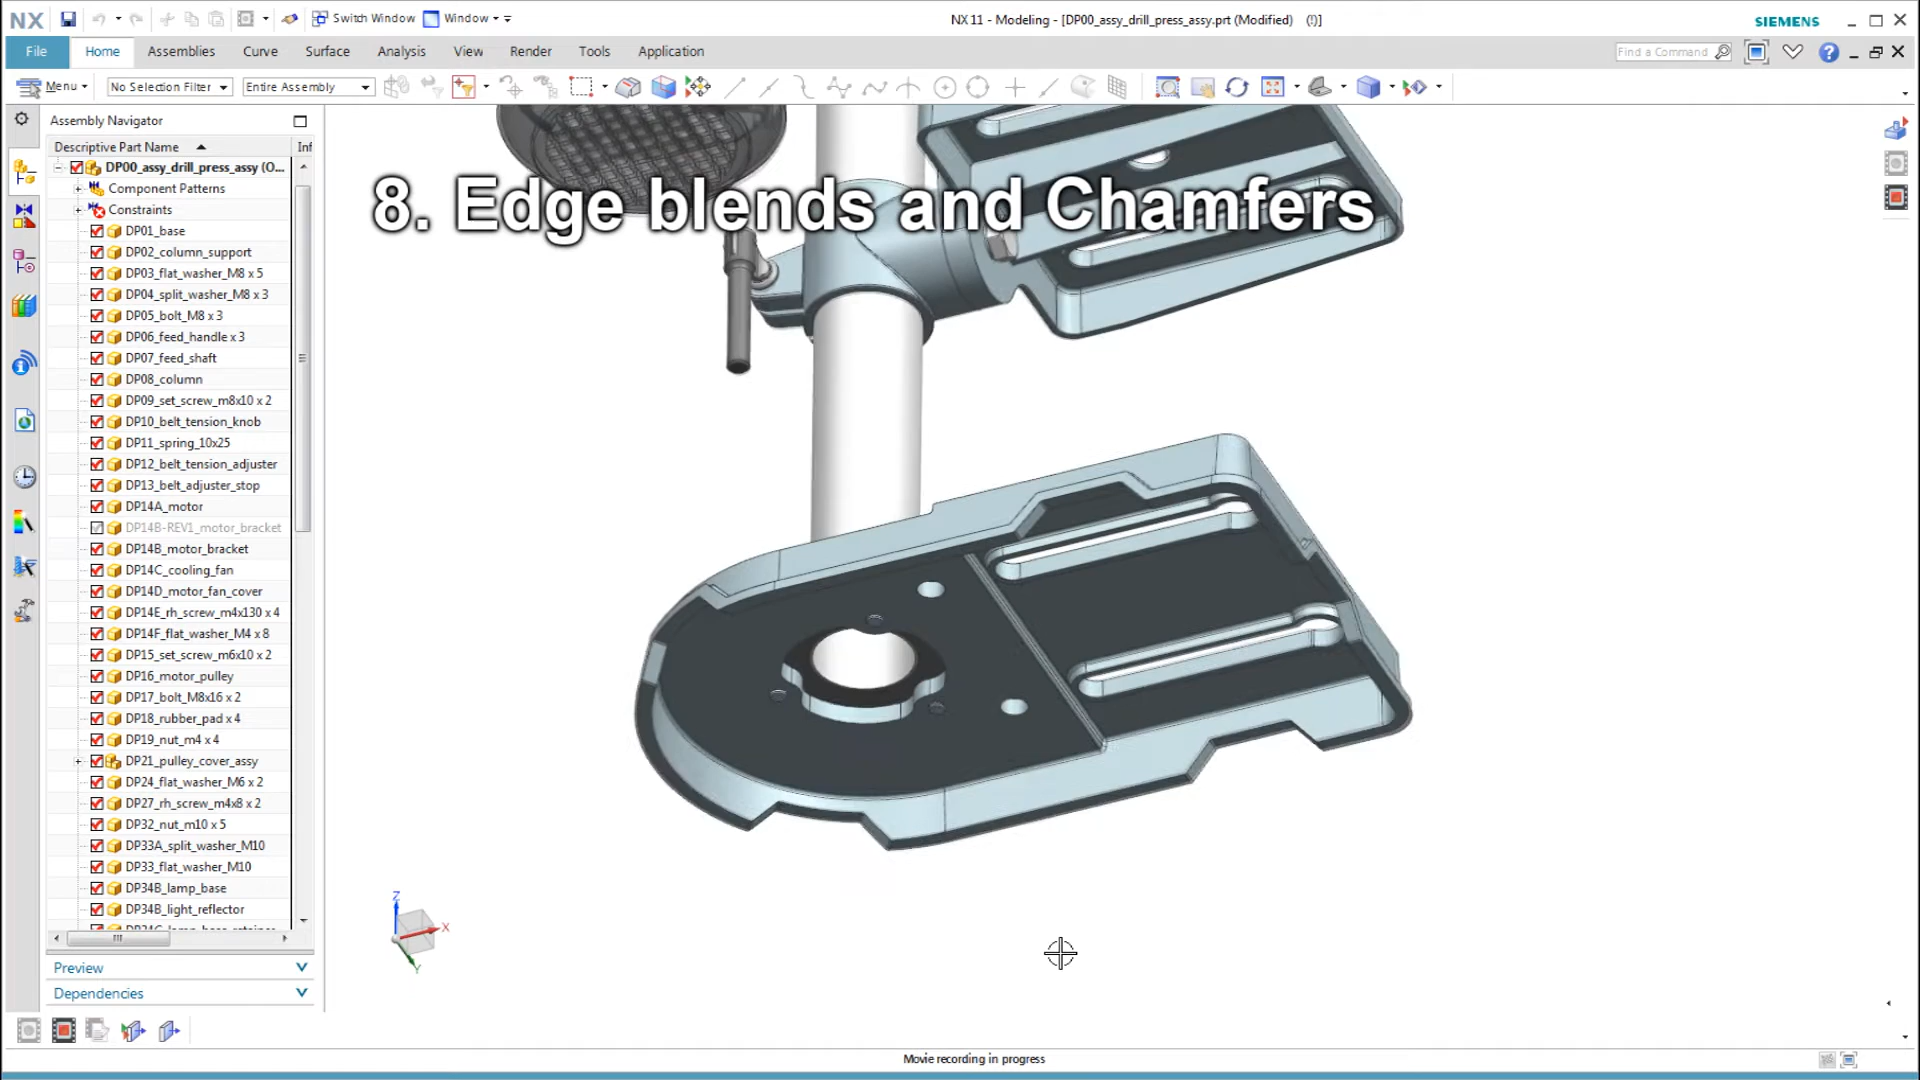 NX
Switch Window
Window
NX 11 - Modeling - [DP00_assy_drill_press_assy.prt (Modified) (!)]
SIEMENS
File
Home
Assemblies
Curve
Surface
Analysis
View
Render
Tools
Application
Find a Command
Menu
No Selection Filter
Entire Assembly
Assembly Navigator
Descriptive Part Name
Inf
DP00_assy_drill_press_assy (O...
Component Patterns
Constraints
DP01_base
DP02_column_support
DP03_flat_washer_M8 x 5
DP04_split_washer_M8 x 3
DP05_bolt_M8 x 3
DP06_feed_handle x 3
DP07_feed_shaft
DP08_column
DP09_set_screw_m8x10 x 2
DP10_belt_tension_knob
DP11_spring_10x25
DP12_belt_tension_adjuster
DP13_belt_adjuster_stop
DP14A_motor
DP14B-REV1_motor_bracket
DP14B_motor_bracket
DP14C_cooling_fan
DP14D_motor_fan_cover
DP14E_rh_screw_m4x130 x 4
DP14F_flat_washer_M4 x 8
DP15_set_screw_m6x10 x 2
DP16_motor_pulley
DP17_bolt_M8x16 x 2
DP18_rubber_pad x 4
DP19_nut_m4 x 4
DP21_pulley_cover_assy
DP24_flat_washer_M6 x 2
DP27_rh_screw_m4x8 x 2
DP32_nut_m10 x 5
DP33A_split_washer_M10
DP33_flat_washer_M10
DP34B_lamp_base
DP34B_light_reflector
Preview
Dependencies
8. Edge blends and Chamfers
Z
X
Y
Movie recording in progress